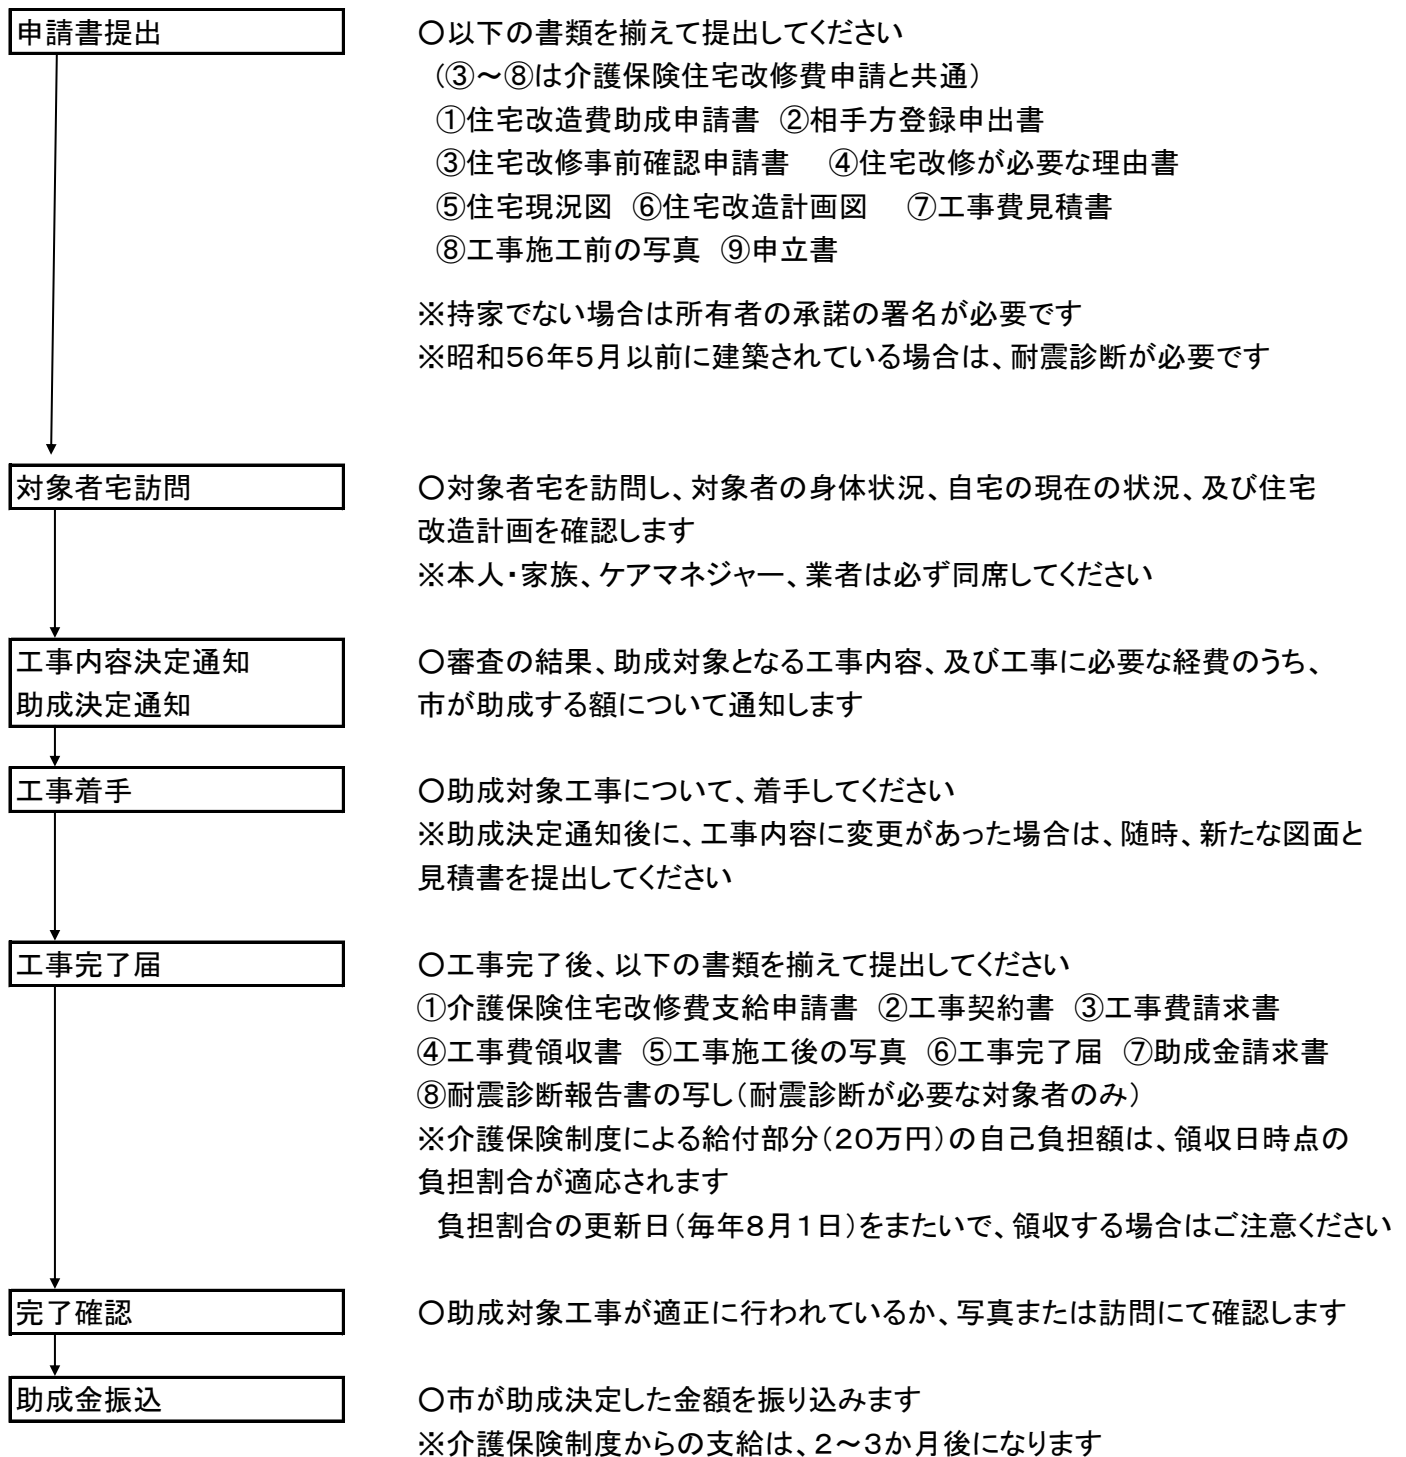 申請書提出
〇以下の書類を揃えて提出してください
(③～⑧は介護保険住宅改修費申請と共通)
①住宅改造費助成申請書 ②相手方登録申出書
③住宅改修事前確認申請書 ④住宅改修が必要な理由書
⑤住宅現況図 ⑥住宅改造計画図 ⑦工事費見積書
⑧工事施工前の写真 ⑨申立書
※持家でない場合は所有者の承諾の署名が必要です
※昭和56年5月以前に建築されている場合は、耐震診断が必要です
対象者宅訪問
〇対象者宅を訪問し、対象者の身体状況、自宅の現在の状況、及び住宅
改造計画を確認します
※本人・家族、ケアマネジャー、業者は必ず同席してください
工事内容決定通知
助成決定通知
〇審査の結果、助成対象となる工事内容、及び工事に必要な経費のうち、
市が助成する額について通知します
工事着手
〇助成対象工事について、着手してください
※助成決定通知後に、工事内容に変更があった場合は、随時、新たな図面と
見積書を提出してください
工事完了届
〇工事完了後、以下の書類を揃えて提出してください
①介護保険住宅改修費支給申請書 ②工事契約書 ③工事費請求書
④工事費領収書 ⑤工事施工後の写真 ⑥工事完了届 ⑦助成金請求書
⑧耐震診断報告書の写し(耐震診断が必要な対象者のみ)
※介護保険制度による給付部分(20万円)の自己負担額は、領収日時点の
負担割合が適応されます
負担割合の更新日(毎年8月1日)をまたいで、領収する場合はご注意ください
完了確認
〇助成対象工事が適正に行われているか、写真または訪問にて確認します
助成金振込
〇市が助成決定した金額を振り込みます
※介護保険制度からの支給は、2～3か月後になります